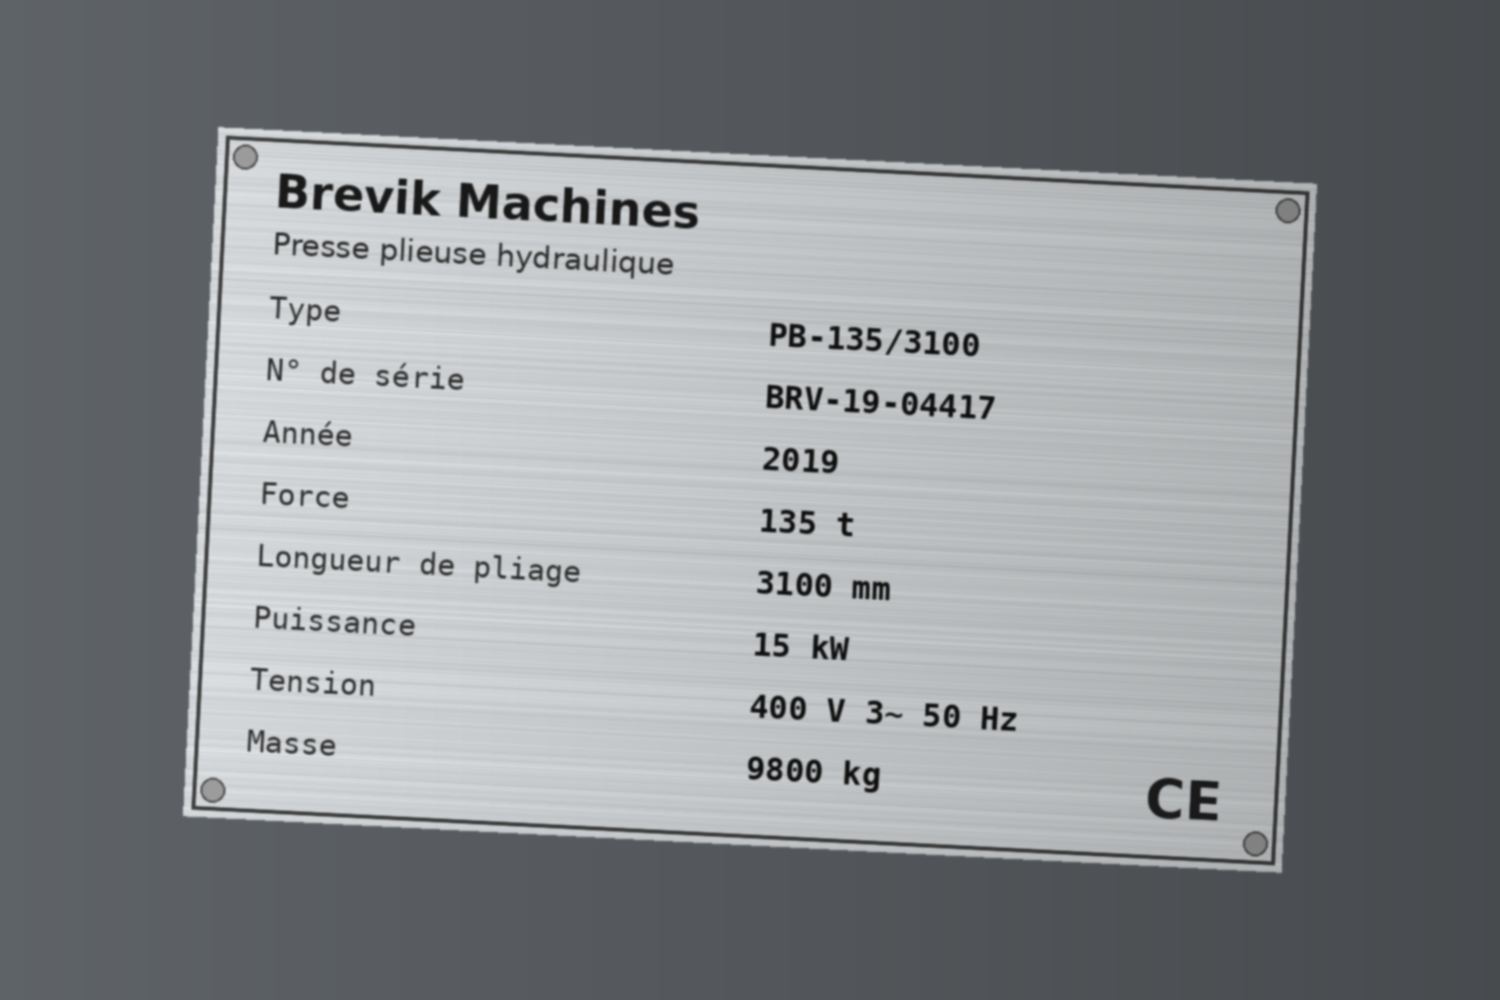 Brevik Machines
Presse plieuse hydraulique
Type PB-135/3100
N° de série BRV-19-04417
Année 2019
Force 135 t
Longueur de pliage 3100 mm
Puissance 15 kW
Tension 400 V 3~ 50 Hz
Masse 9800 kg
CE